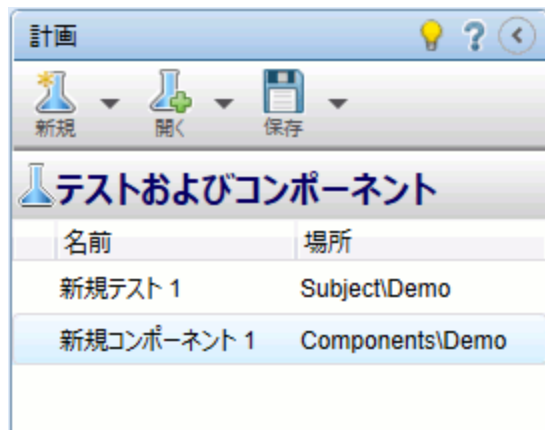 計画
新規 開く 保存
テストおよびコンポーネント
名前 場所
新規テスト 1 Subject\Demo
新規コンポーネント 1 Components\Demo